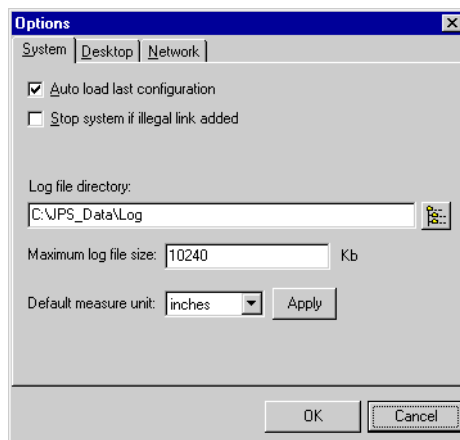 Options
System Desktop Network
Auto load last configuration
Stop system if illegal link added
Log file directory:
C:\JPS_Data\Log
Maximum log file size: 10240 Kb
Default measure unit: inches Apply
OK Cancel